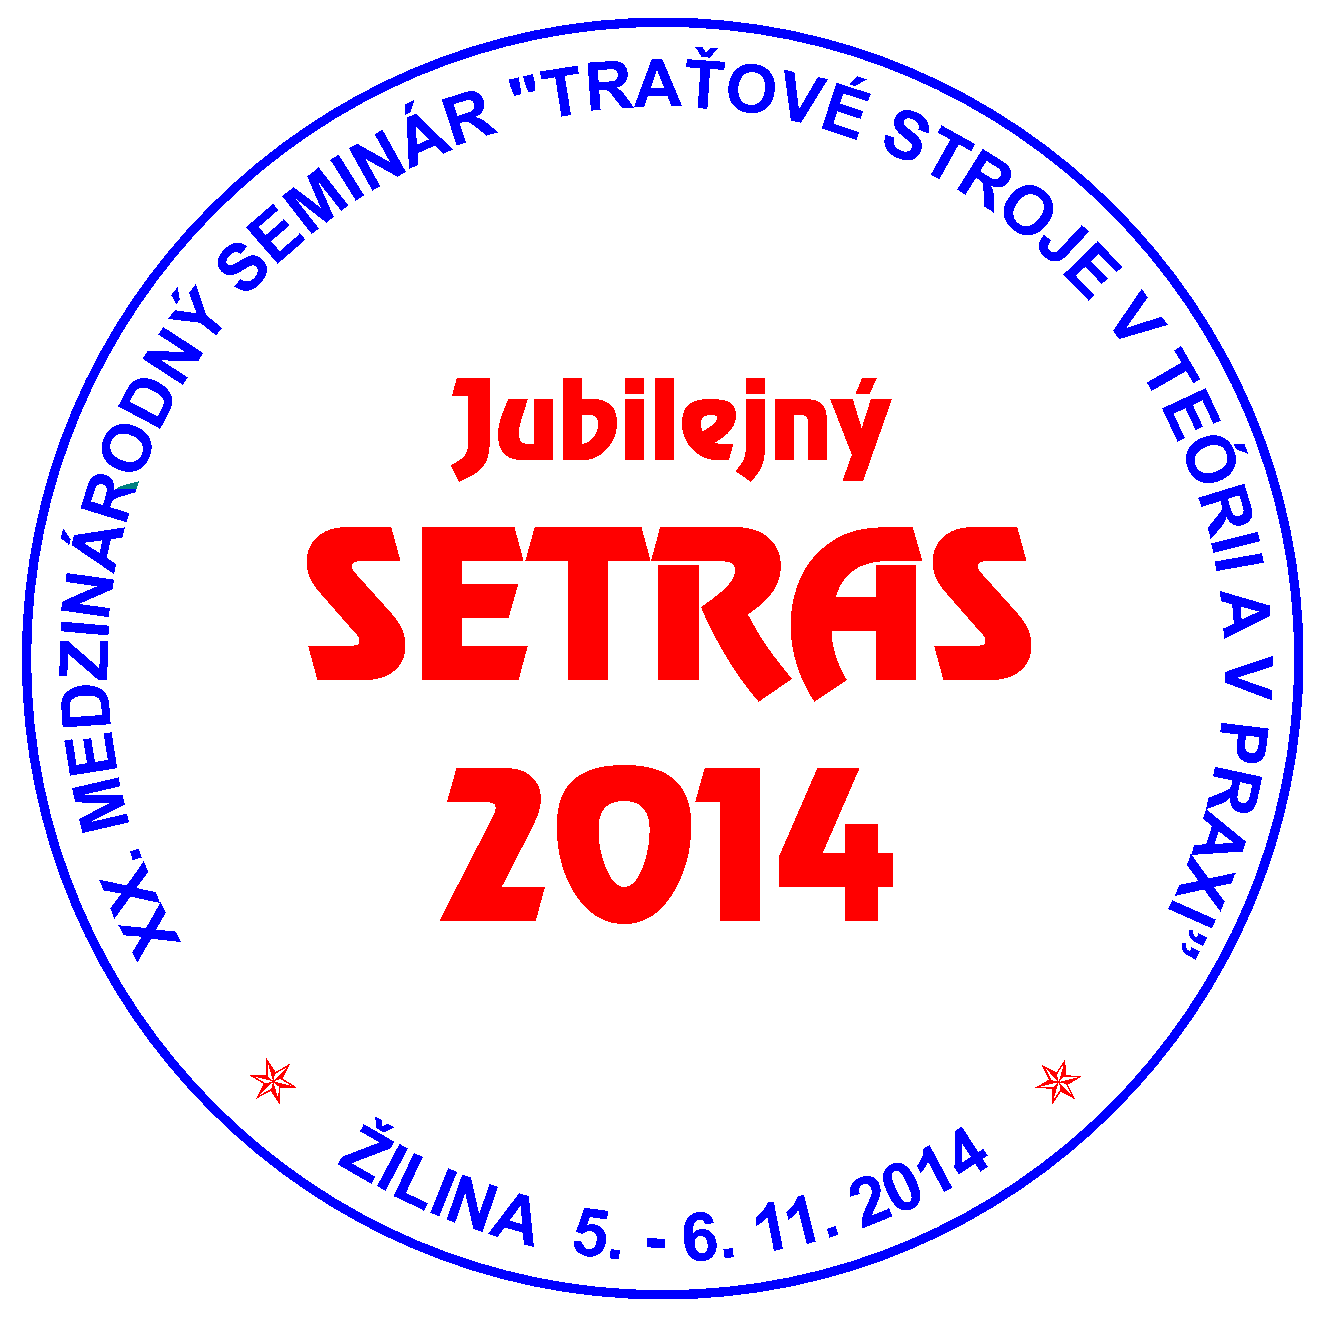 XX. MEDZINÁRODNÝ SEMINÁR "TRAŤOVÉ STROJE V TEÓRII A V PRAXI”
Jubilejný
SETRAS
2014
ŽILINA 5. - 6. 11. 2014